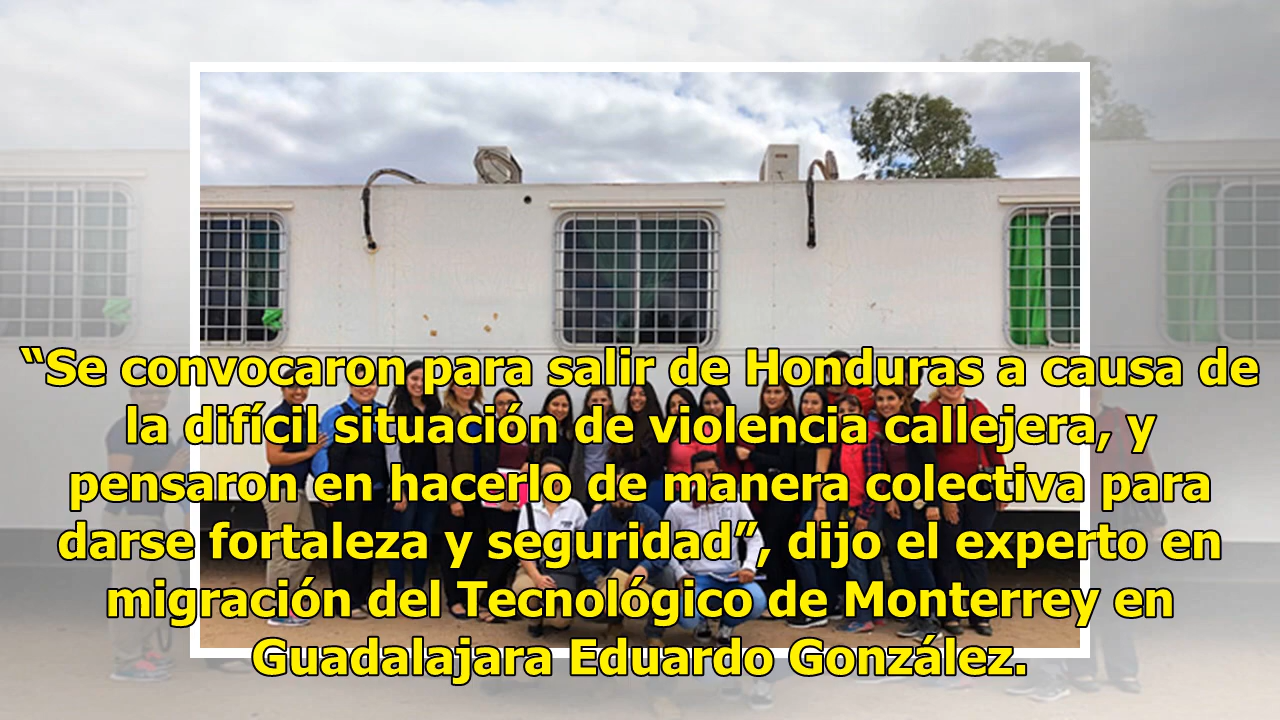 “Se convocaron para salir de Honduras a causa de
la difícil situación de violencia callejera, y
pensaron en hacerlo de manera colectiva para
darse fortaleza y seguridad”, dijo el experto en
migración del Tecnológico de Monterrey en
Guadalajara Eduardo González.